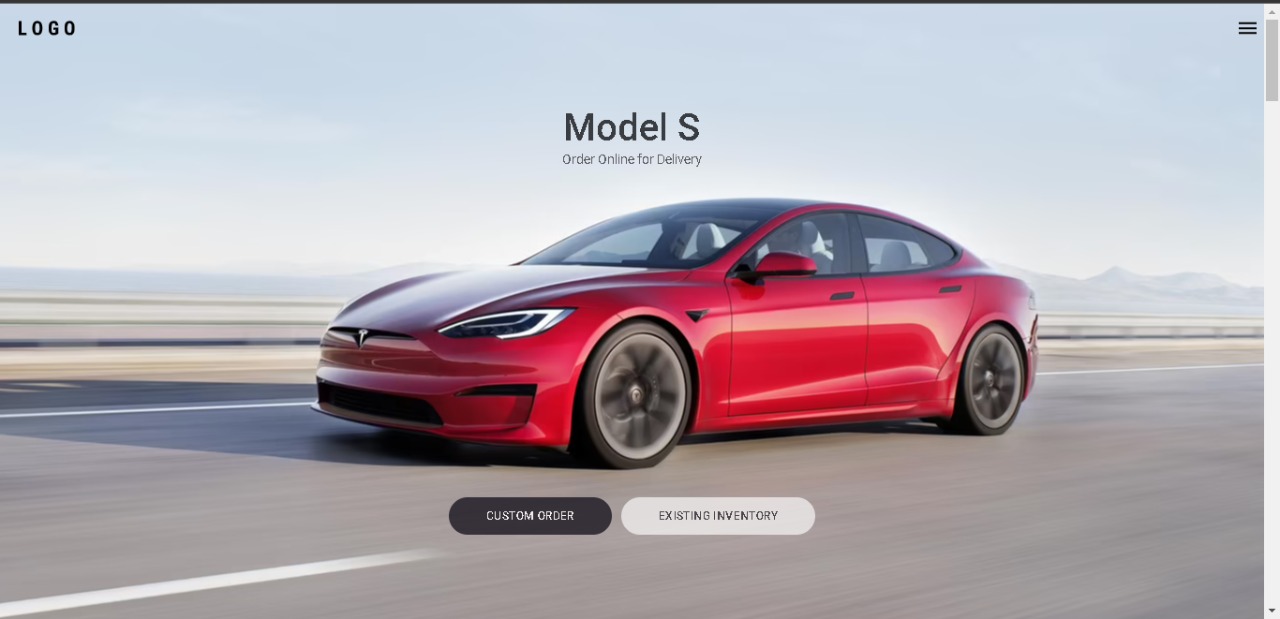 LOGO
Model S
Order Online for Delivery
CUSTOM ORDER
EXISTING INVENTORY